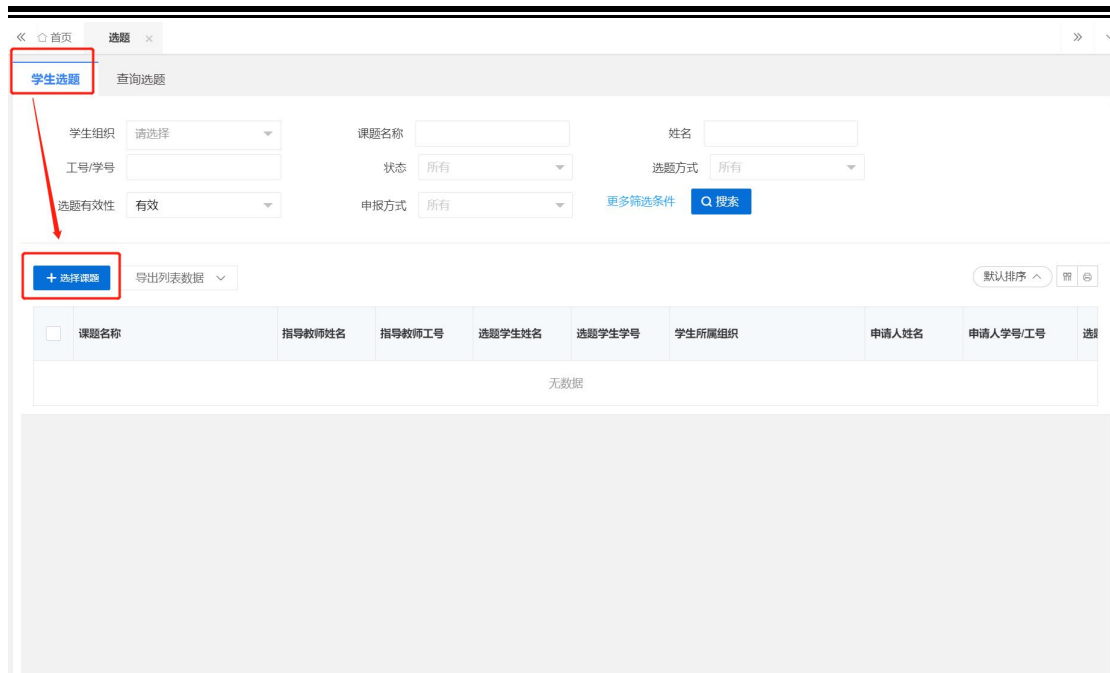 首页 选题
学生选题 查询选题
学生组织 请选择 课题名称 姓名
工号/学号 状态 所有 选题方式 所有
选题有效性 有效 申报方式 所有 更多筛选条件 搜索
选择课题 导出列表数据 默认排序
课题名称 指导教师姓名 指导教师工号 选题学生姓名 选题学生学号 学生所属组织 申请人姓名 申请人学号/工号 选题
无数据